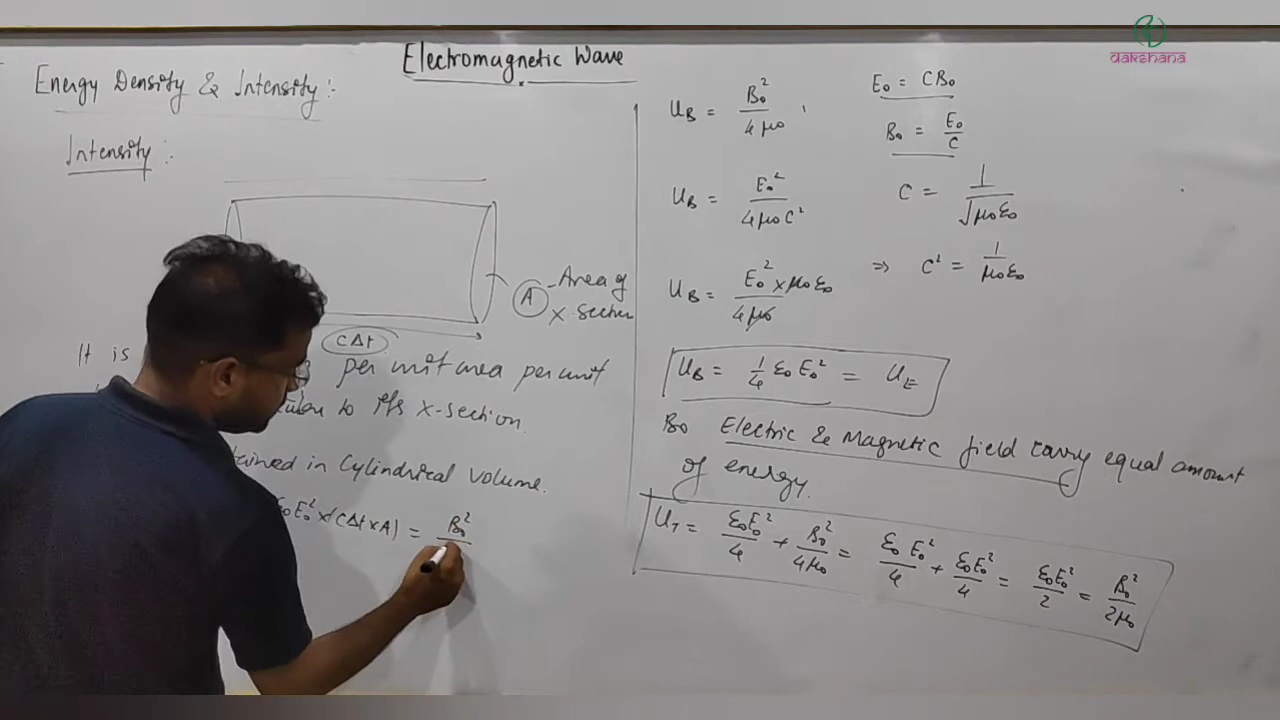 dakshana
Electromagnetic Wave
Energy Density & Intensity :-
Intensity :-
A - Area of
X-Section
CΔt
It is per unit area per unit
to its X-section.
in Cylindrical Volume.
E₀² × (CΔt × A) = B₀²
U_B = B₀² / 4μ₀ ,
E₀ = CB₀
B₀ = E₀ / C
U_B = E₀² / 4μ₀C²
C = 1 / √μ₀ε₀
U_B = E₀² × μ₀ε₀ / 4μ₀
⇒ C² = 1 / μ₀ε₀
U_B = 1/4 ε₀E₀² = U_E
Electric & Magnetic field carry equal amount
of energy.
U_T = ε₀E₀² / 4 + B₀² / 4μ₀ = ε₀E₀² / 4 + ε₀E₀² / 4 = ε₀E₀² / 2 = B₀² / 2μ₀